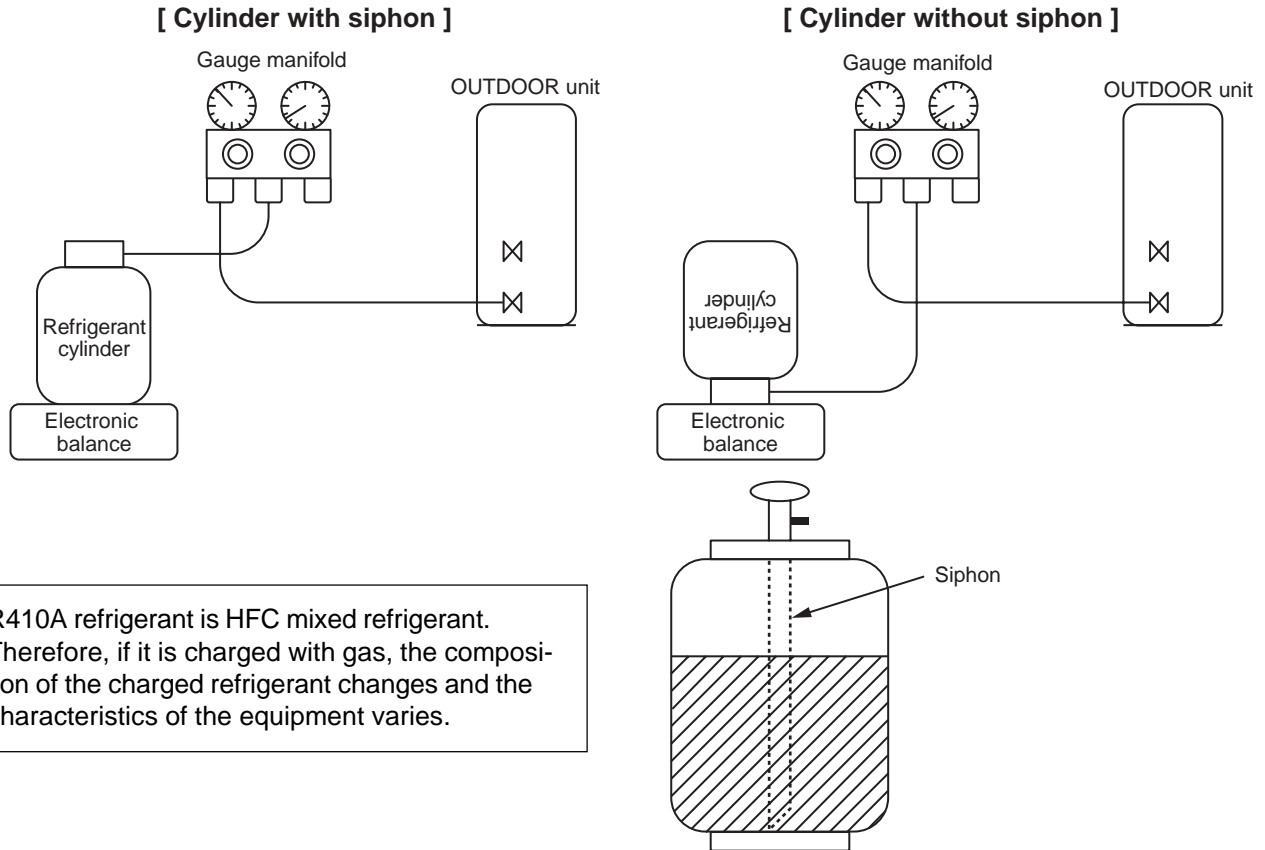 [ Cylinder with siphon ]
Gauge manifold
OUTDOOR unit
Refrigerant
cylinder
Electronic
balance
[ Cylinder without siphon ]
Gauge manifold
OUTDOOR unit
Refrigerant
cylinder
Electronic
balance
Siphon
R410A refrigerant is HFC mixed refrigerant.
Therefore, if it is charged with gas, the composi-
on of the charged refrigerant changes and the
haracteristics of the equipment varies.